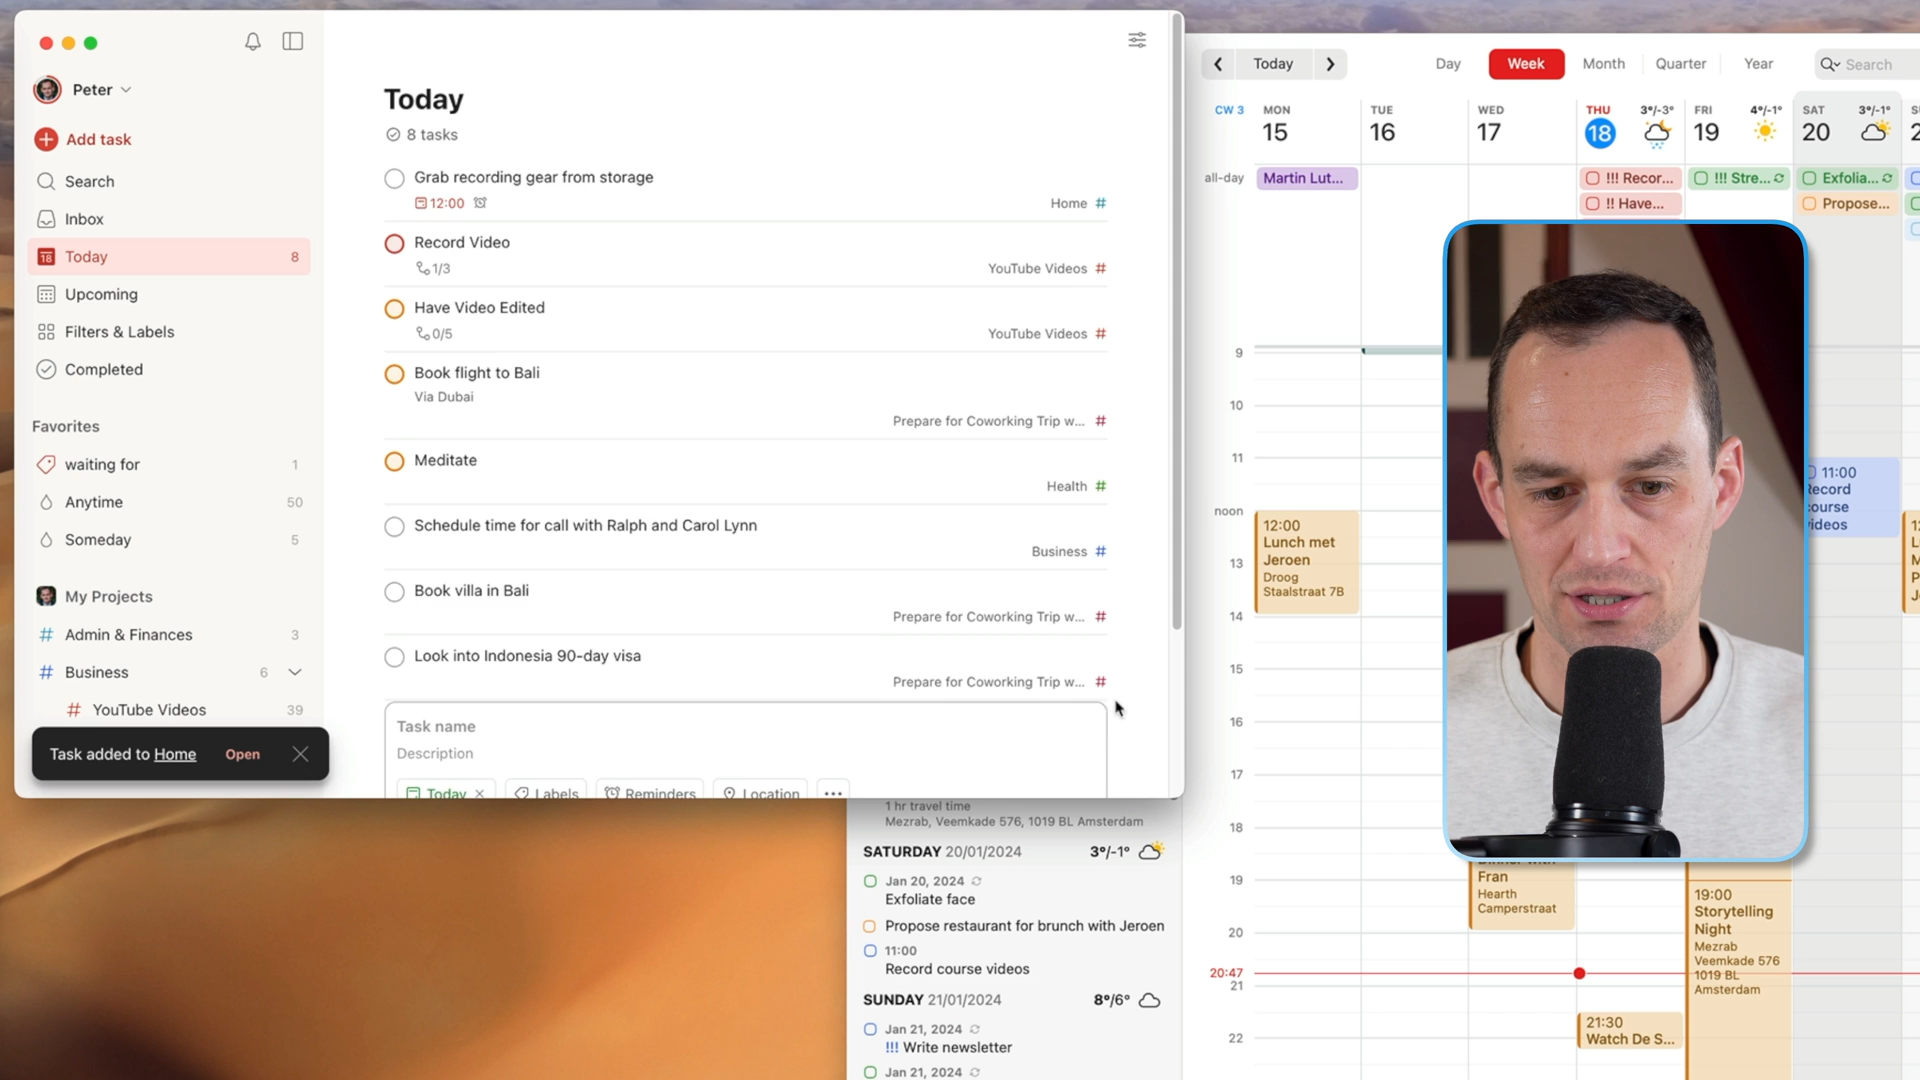 Peter
Add task
Search
Inbox
18
Today
8
Upcoming
Filters & Labels
Completed
Favorites
waiting for
1
Anytime
50
Someday
5
My Projects
# Admin & Finances
3
# Business
6
# YouTube Videos
39
Task added to Home
Open
Today
8 tasks
Grab recording gear from storage
12:00
Home #
Record Video
1/3
YouTube Videos #
Have Video Edited
0/5
YouTube Videos #
Book flight to Bali
Via Dubai
Prepare for Coworking Trip w... #
Meditate
Health #
Schedule time for call with Ralph and Carol Lynn
Business #
Book villa in Bali
Prepare for Coworking Trip w... #
Look into Indonesia 90-day visa
Prepare for Coworking Trip w... #
Task name
Description
Today
Labels
Reminders
Location
1 hr travel time
Mezrab, Veemkade 576, 1019 BL Amsterdam
SATURDAY 20/01/2024
3°/-1°
Jan 20, 2024
Exfoliate face
Propose restaurant for brunch with Jeroen
11:00
Record course videos
SUNDAY 21/01/2024
8°/6°
Jan 21, 2024
!!! Write newsletter
Jan 21, 2024
Today
Day
Week
Month
Quarter
Year
Search
CW 3
MON
15
TUE
16
WED
17
THU
3°/-3°
18
FRI
4°/-1°
19
SAT
3°/-1°
20
all-day
Martin Lut...
!!! Recor...
!! Have...
!!! Stre...
Exfolia...
Propose...
9
10
11
noon
13
14
15
16
17
18
19
20
20:47
21
22
12:00
Lunch met
Jeroen
Droog
Staalstraat 7B
11:00
Record
course
videos
Fran
Hearth
Camperstraat
19:00
Storytelling
Night
Mezrab
Veemkade 576
1019 BL
Amsterdam
21:30
Watch De S...